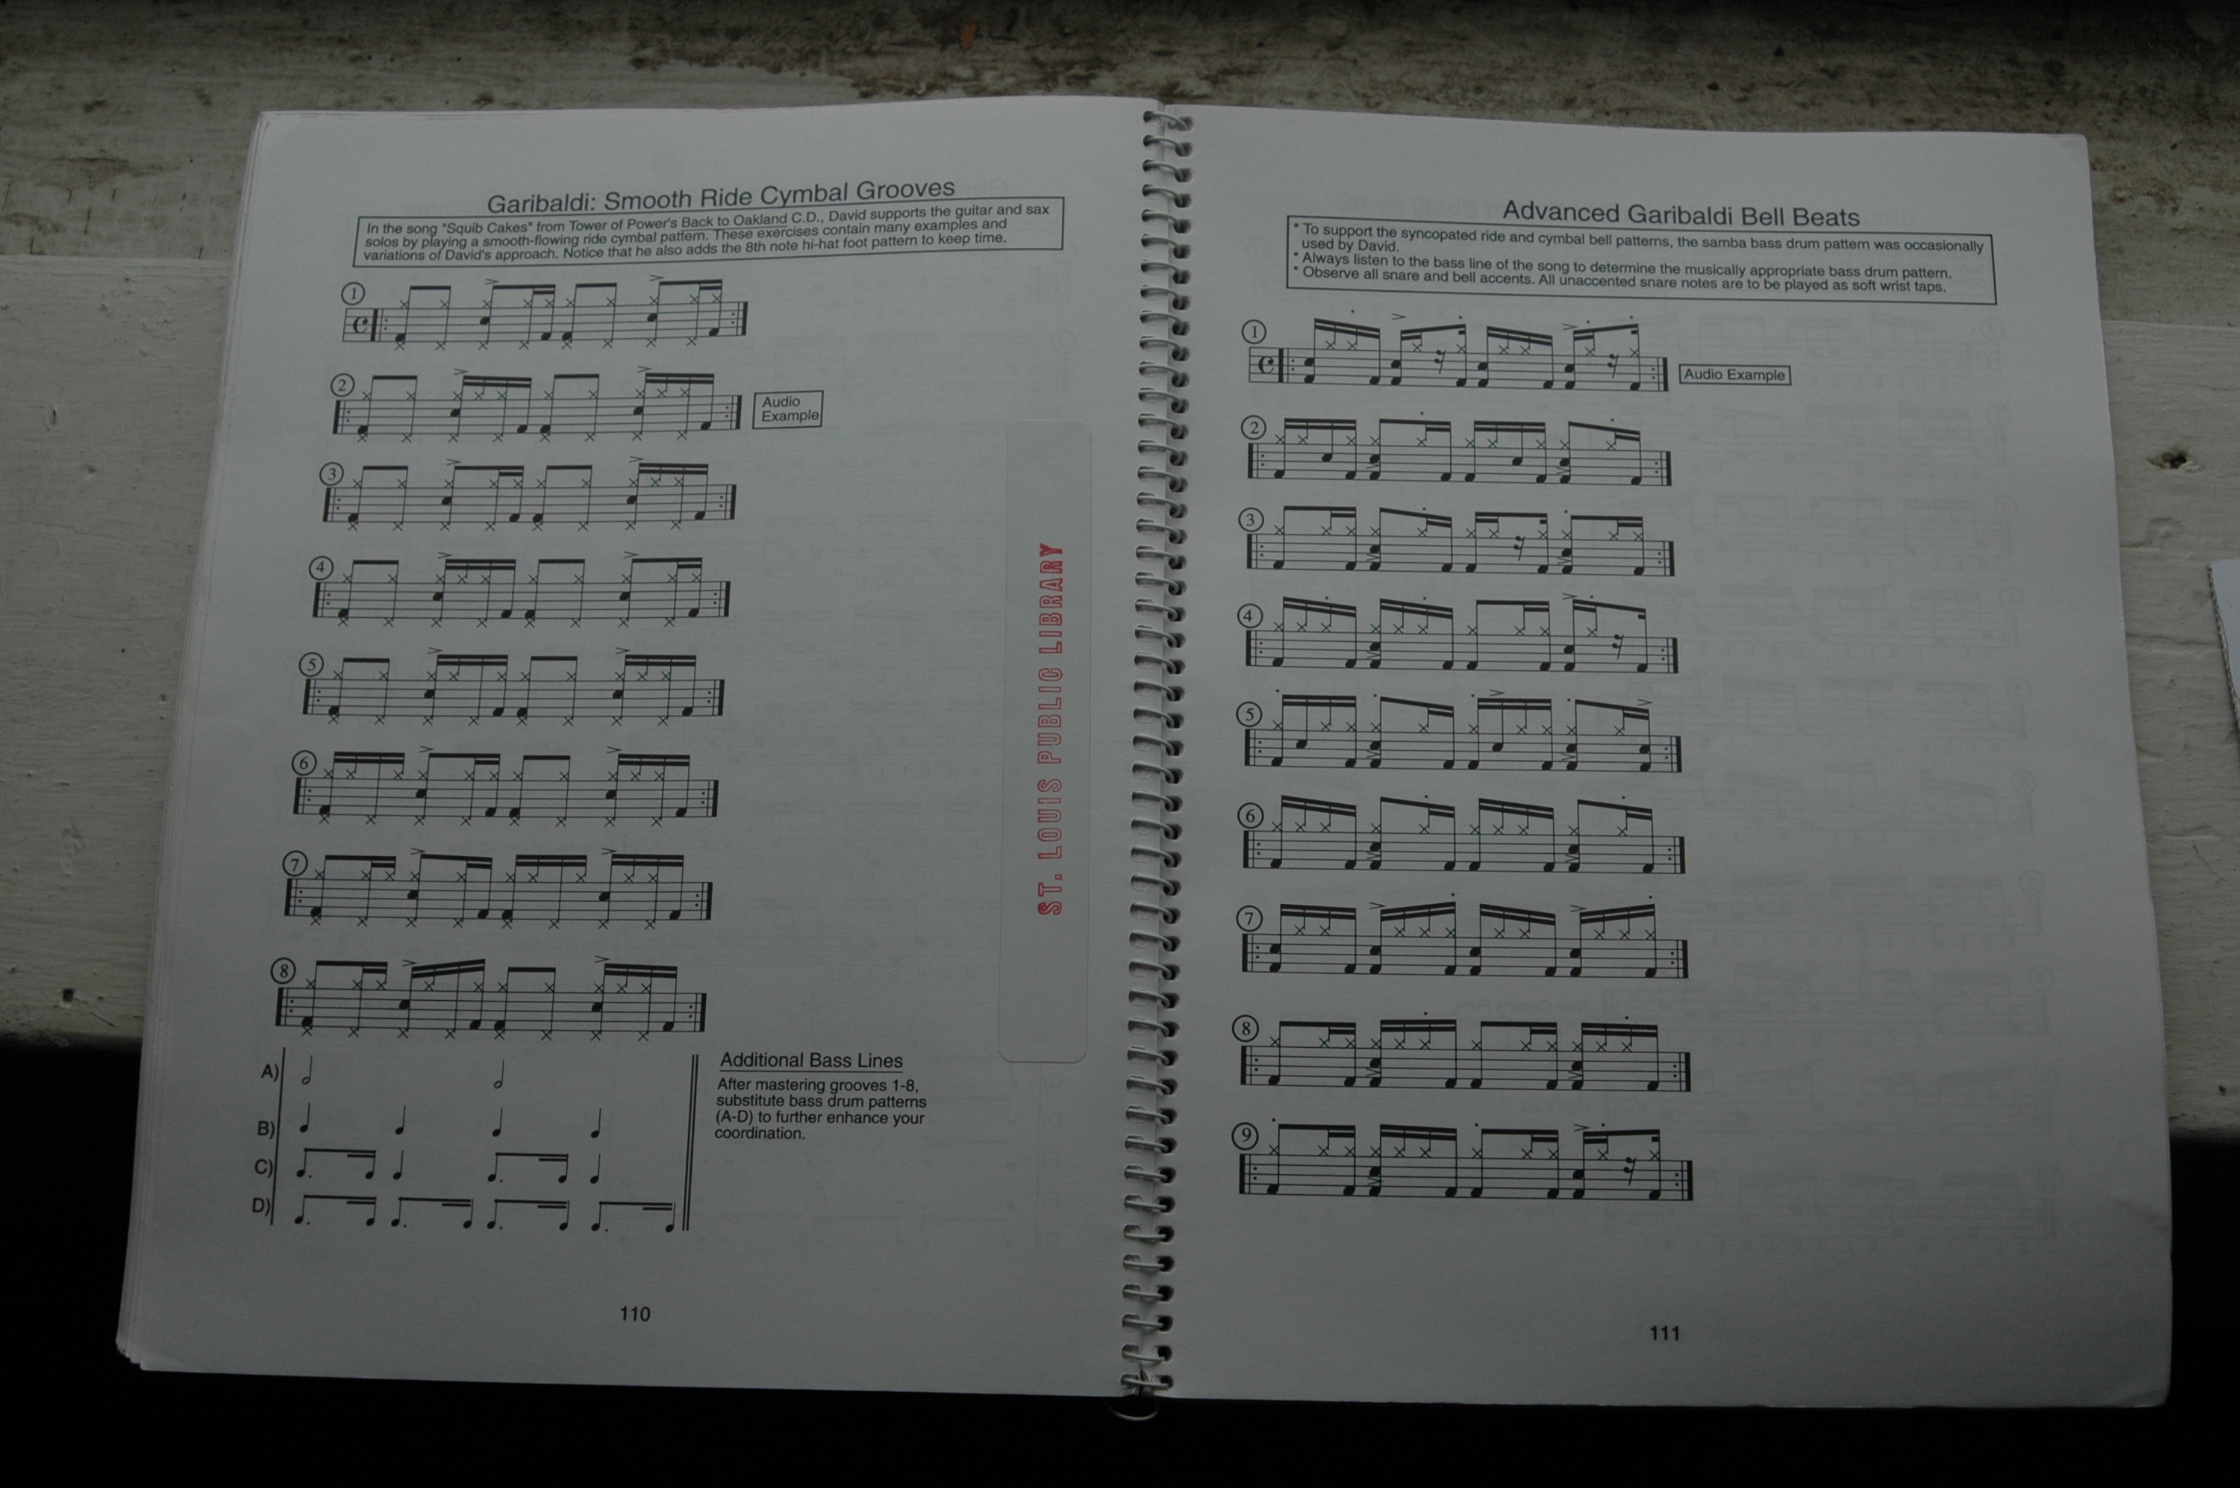 Garibaldi: Smooth Ride Cymbal Grooves
In the song "Squib Cakes" from Tower of Power's Back to Oakland C.D., David supports the guitar and sax
solos by playing a smooth-flowing ride cymbal pattern. These exercises contain many examples and
variations of David's approach. Notice that he also adds the 8th note hi-hat foot pattern to keep time.
1
2
Audio
Example
3
4
5
6
7
8
A)
B)
C)
D)
Additional Bass Lines
After mastering grooves 1-8,
substitute bass drum patterns
(A-D) to further enhance your
coordination.
110
ST. LOUIS PUBLIC LIBRARY
Advanced Garibaldi Bell Beats
* To support the syncopated ride and cymbal bell patterns, the samba bass drum pattern was occasionally
used by David.
* Always listen to the bass line of the song to determine the musically appropriate bass drum pattern.
* Observe all snare and bell accents. All unaccented snare notes are to be played as soft wrist taps.
1
Audio Example
2
3
4
5
6
7
8
9
111